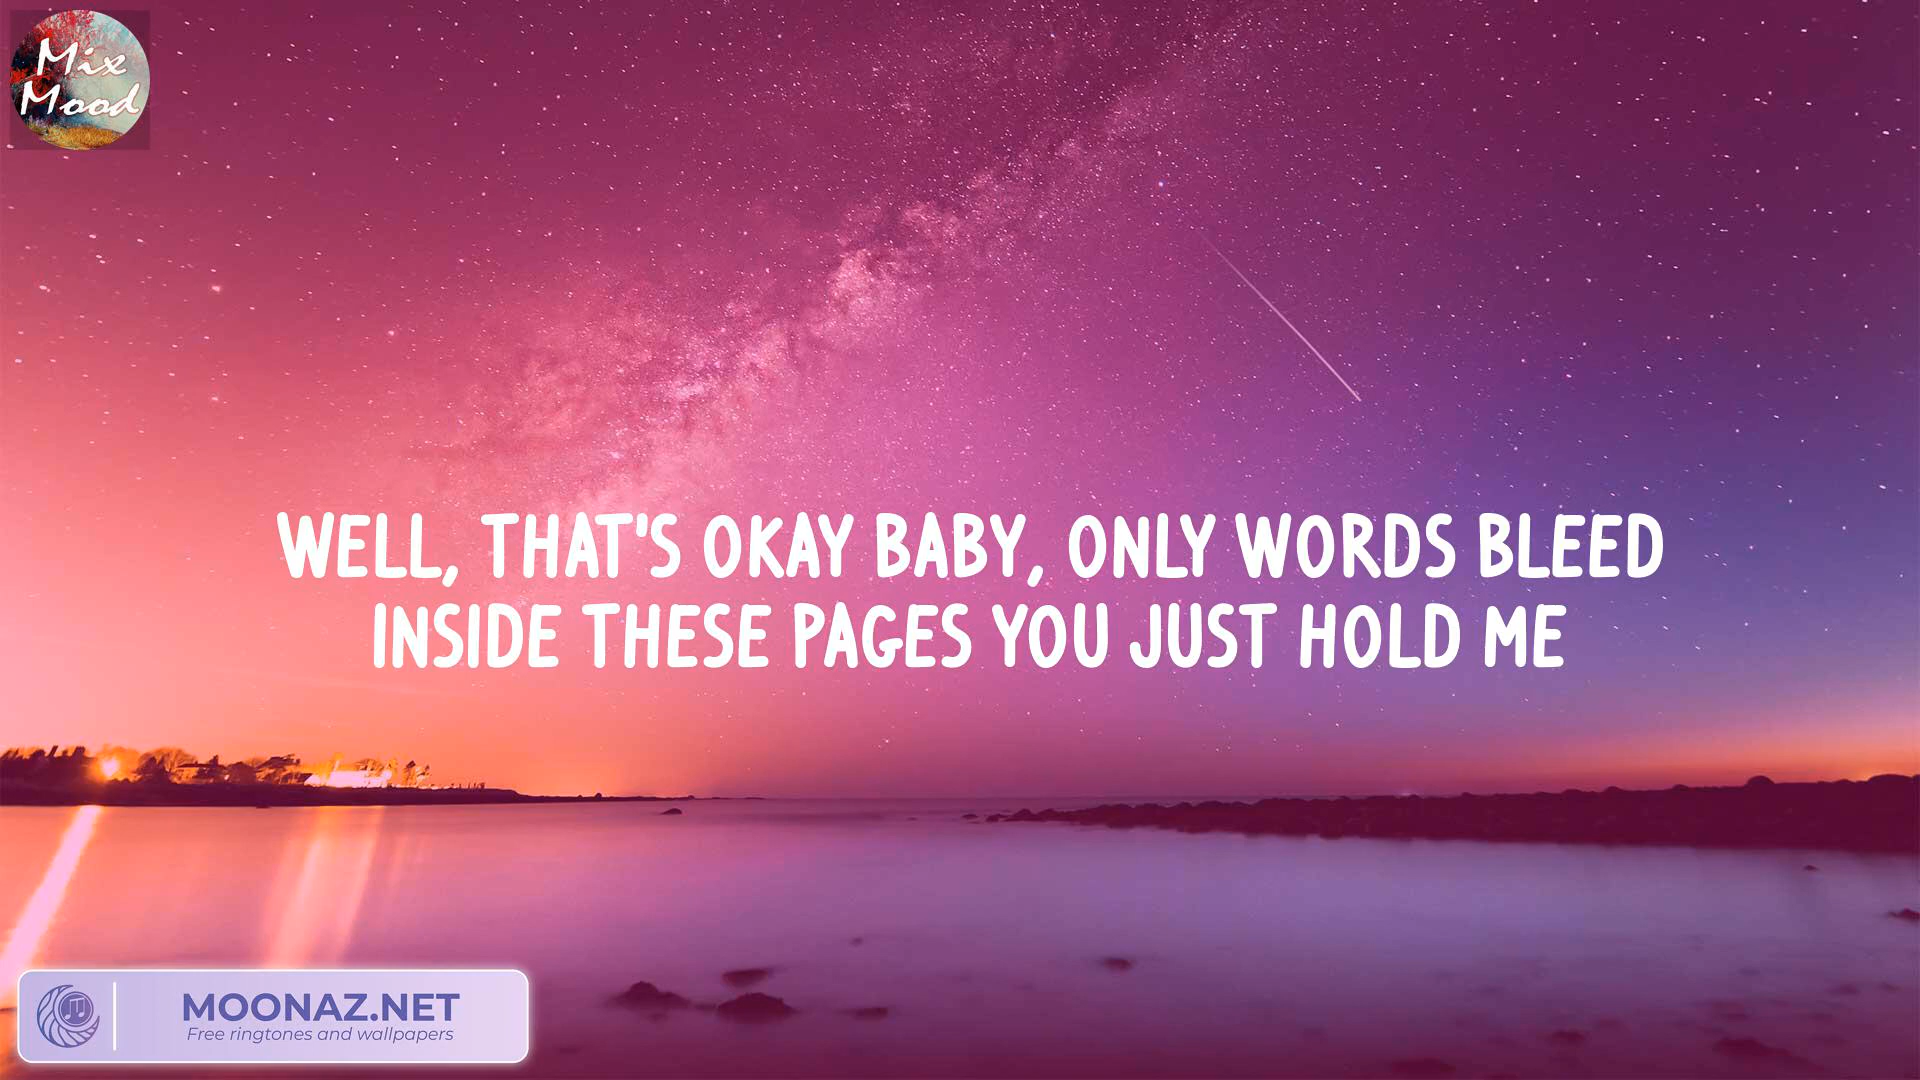 Mix
Mood
WELL, THAT'S OKAY BABY, ONLY WORDS BLEED
INSIDE THESE PAGES YOU JUST HOLD ME
MOONAZ.NET
Free ringtones and wallpapers